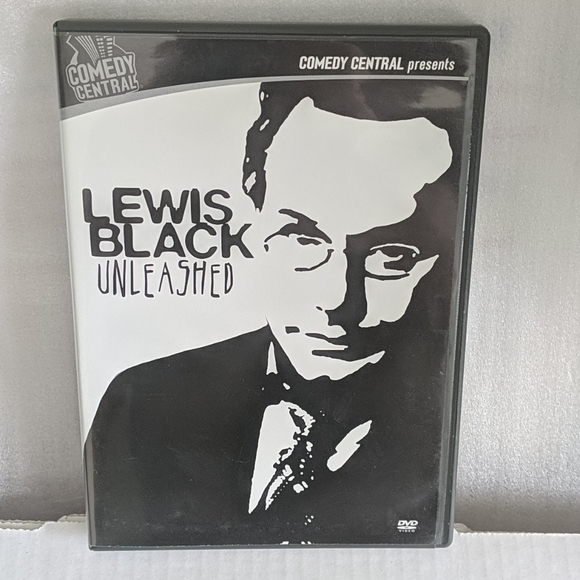 COMEDY
CENTRAL
COMEDY CENTRAL presents
LEWIS
BLACK
UNLEASHED
DVD
VIDEO